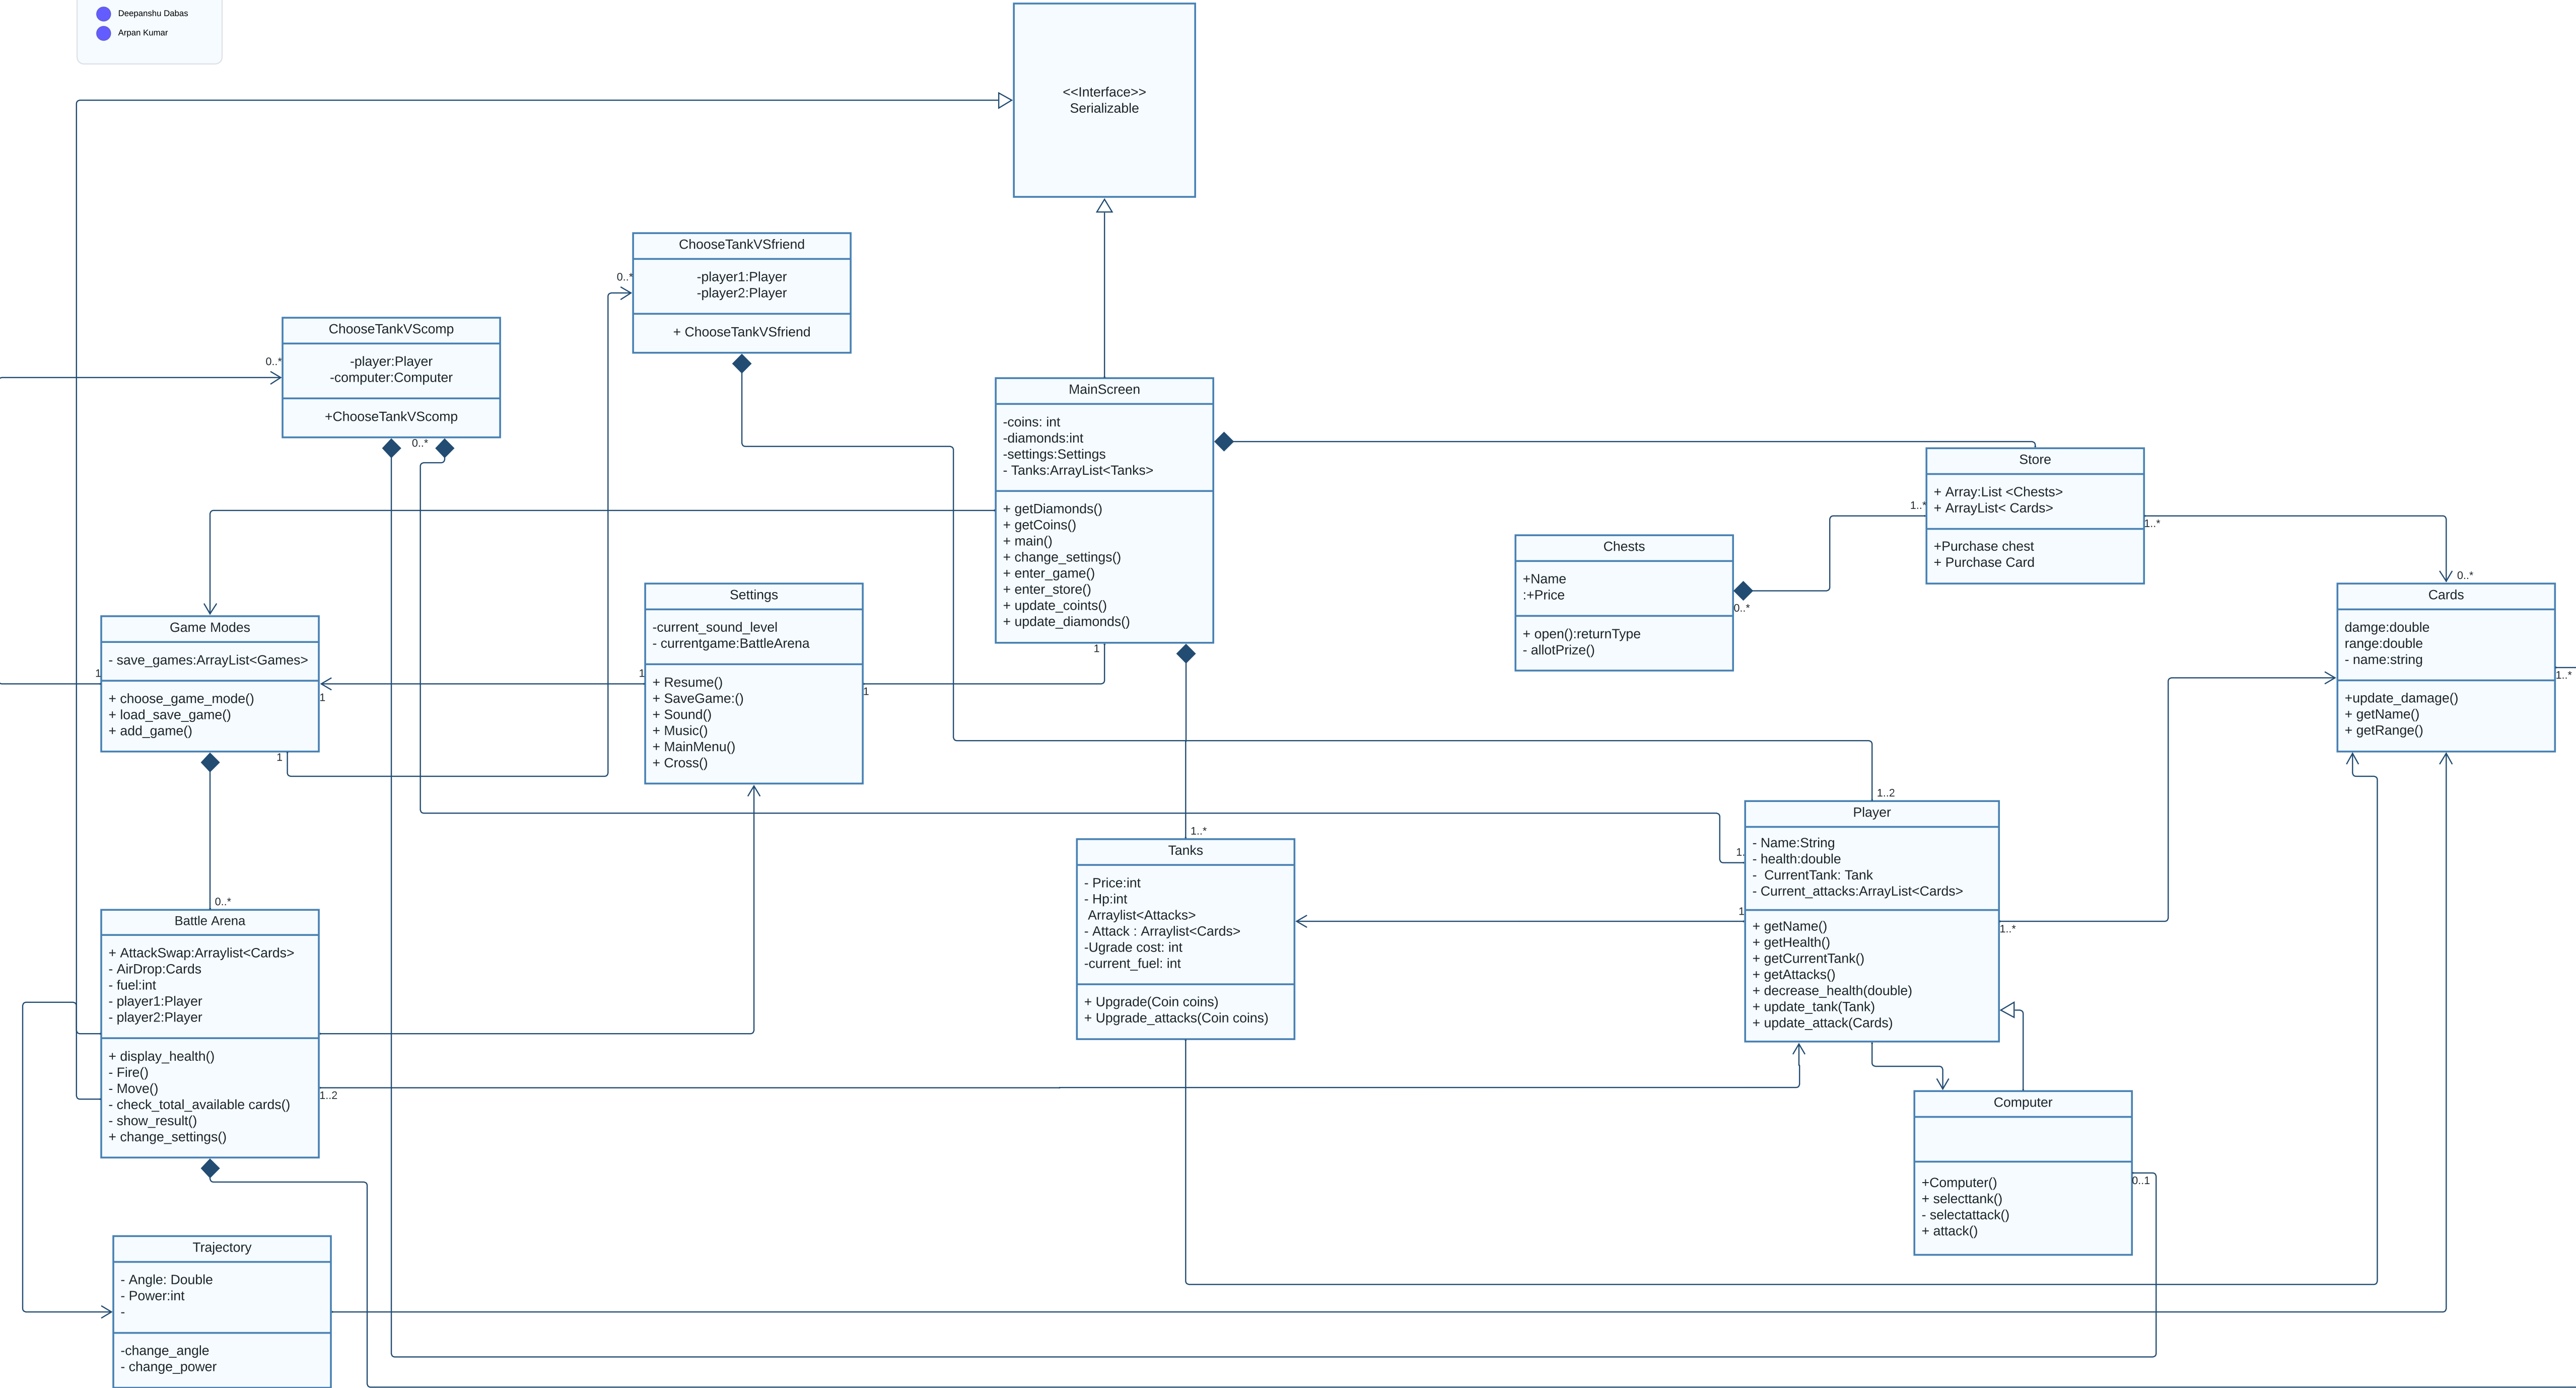 Deepanshu Dabas
Arpan Kumar
<<Interface>>
Serializable
ChooseTankVSfriend
-player1:Player
-player2:Player
+ ChooseTankVSfriend
0..*
ChooseTankVScomp
-player:Player
-computer:Computer
+ChooseTankVScomp
0..*
0..*
MainScreen
-coins: int
-diamonds:int
-settings:Settings
- Tanks:ArrayList<Tanks>
+ getDiamonds()
+ getCoins()
+ main()
+ change_settings()
+ enter_game()
+ enter_store()
+ update_coints()
+ update_diamonds()
1
Store
+ Array:List <Chests>
+ ArrayList< Cards>
+Purchase chest
+ Purchase Card
1..*
1..*
Chests
+Name
:+Price
+ open():returnType
- allotPrize()
0..*
Cards
damge:double
range:double
- name:string
+update_damage()
+ getName()
+ getRange()
0..*
1..*
Settings
-current_sound_level
- currentgame:BattleArena
+ Resume()
+ SaveGame:()
+ Sound()
+ Music()
+ MainMenu()
+ Cross()
1
1
Game Modes
- save_games:ArrayList<Games>
+ choose_game_mode()
+ load_save_game()
+ add_game()
1
1
1
Player
- Name:String
- health:double
-  CurrentTank: Tank
- Current_attacks:ArrayList<Cards>
+ getName()
+ getHealth()
+ getCurrentTank()
+ getAttacks()
+ decrease_health(double)
+ update_tank(Tank)
+ update_attack(Cards)
1..2
1.
1
1..*
Tanks
- Price:int
- Hp:int
Arraylist<Attacks>
- Attack : Arraylist<Cards>
-Ugrade cost: int
-current_fuel: int
+ Upgrade(Coin coins)
+ Upgrade_attacks(Coin coins)
1..*
Battle Arena
+ AttackSwap:Arraylist<Cards>
- AirDrop:Cards
- fuel:int
- player1:Player
- player2:Player
+ display_health()
- Fire()
- Move()
- check_total_available cards()
- show_result()
+ change_settings()
0..*
1..2
Computer
+Computer()
+ selecttank()
- selectattack()
+ attack()
0..1
Trajectory
- Angle: Double
- Power:int
-
-change_angle
- change_power